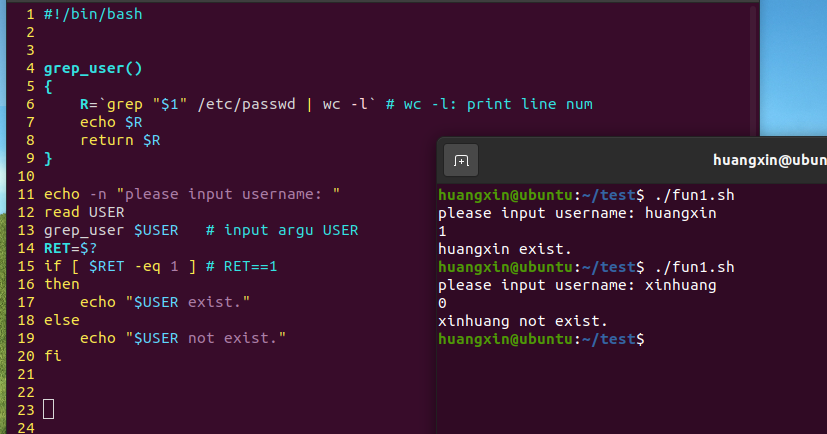 1 #!/bin/bash
2
3
4 grep_user()
5 {
6     R=`grep "$1" /etc/passwd | wc -l` # wc -l: print line num
7     echo $R
8     return $R
9 }
10
11 echo -n "please input username: "
12 read USER
13 grep_user $USER   # input argu USER
14 RET=$?
15 if [ $RET -eq 1 ] # RET==1
16 then
17     echo "$USER exist."
18 else
19     echo "$USER not exist."
20 fi
21
22
23
24
huangxin@ubun
huangxin@ubuntu:~/test$ ./fun1.sh
please input username: huangxin
1
huangxin exist.
huangxin@ubuntu:~/test$ ./fun1.sh
please input username: xinhuang
0
xinhuang not exist.
huangxin@ubuntu:~/test$